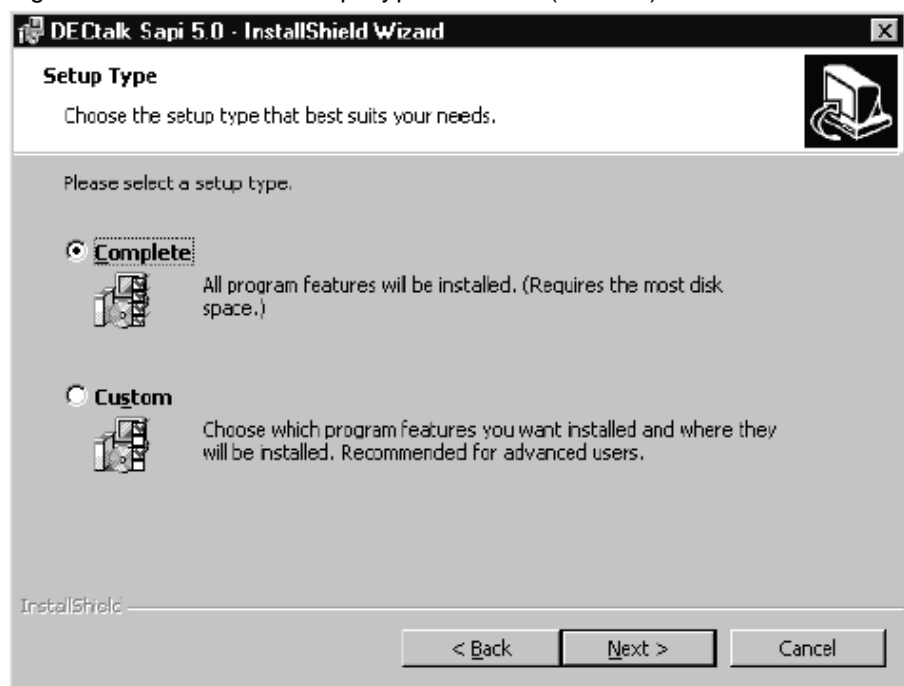 DECtalk Sapi 5.0 - InstallShield Wizard
Setup Type
Choose the setup type that best suits your needs.
Please select a setup type.
Complete
All program features will be installed. (Requires the most disk
space.)
Custom
Choose which program features you want installed and where they
will be installed. Recommended for advanced users.
InstallShield
< Back
Next >
Cancel